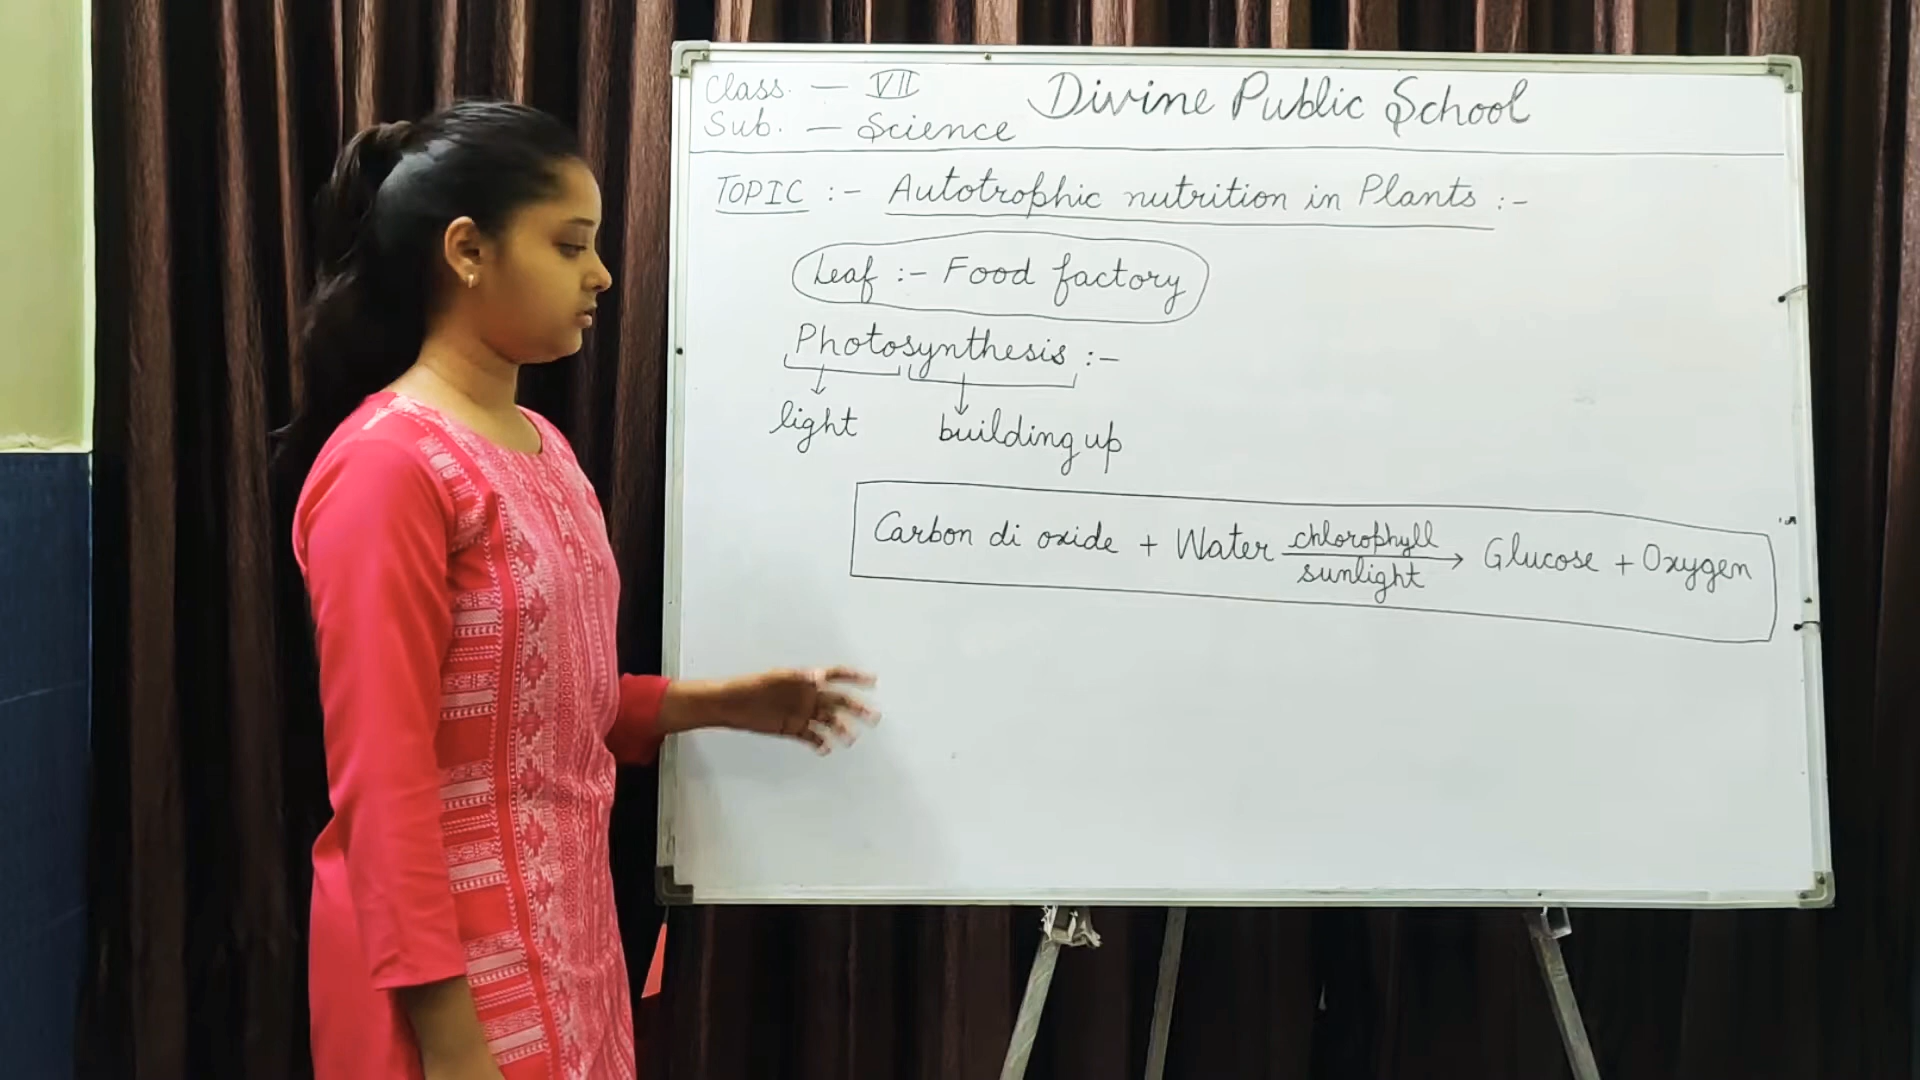 Class. — VII
Divine Public School
Sub. — Science
TOPIC :- Autotrophic nutrition in Plants :-
Leaf :- Food factory
Photosynthesis :-
light building up
Carbon di oxide + Water chlorophyll sunlight → Glucose + Oxygen